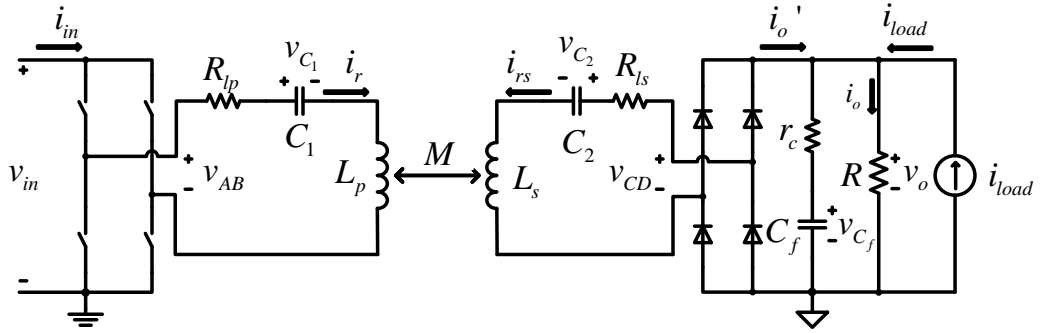 i_in
v_in
R_lp
v_C1
C_1
i_r
v_AB
L_p
M
L_s
i_rs
v_C2
C_2
R_ls
v_CD
i_o'
i_load
r_c
i_o
C_f
v_Cf
R
v_o
i_load